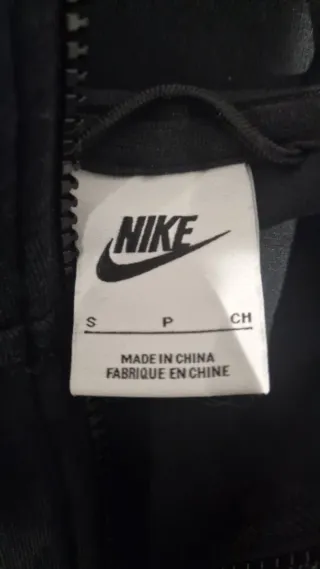 NIKE
S P CH
MADE IN CHINA
FABRIQUE EN CHINE